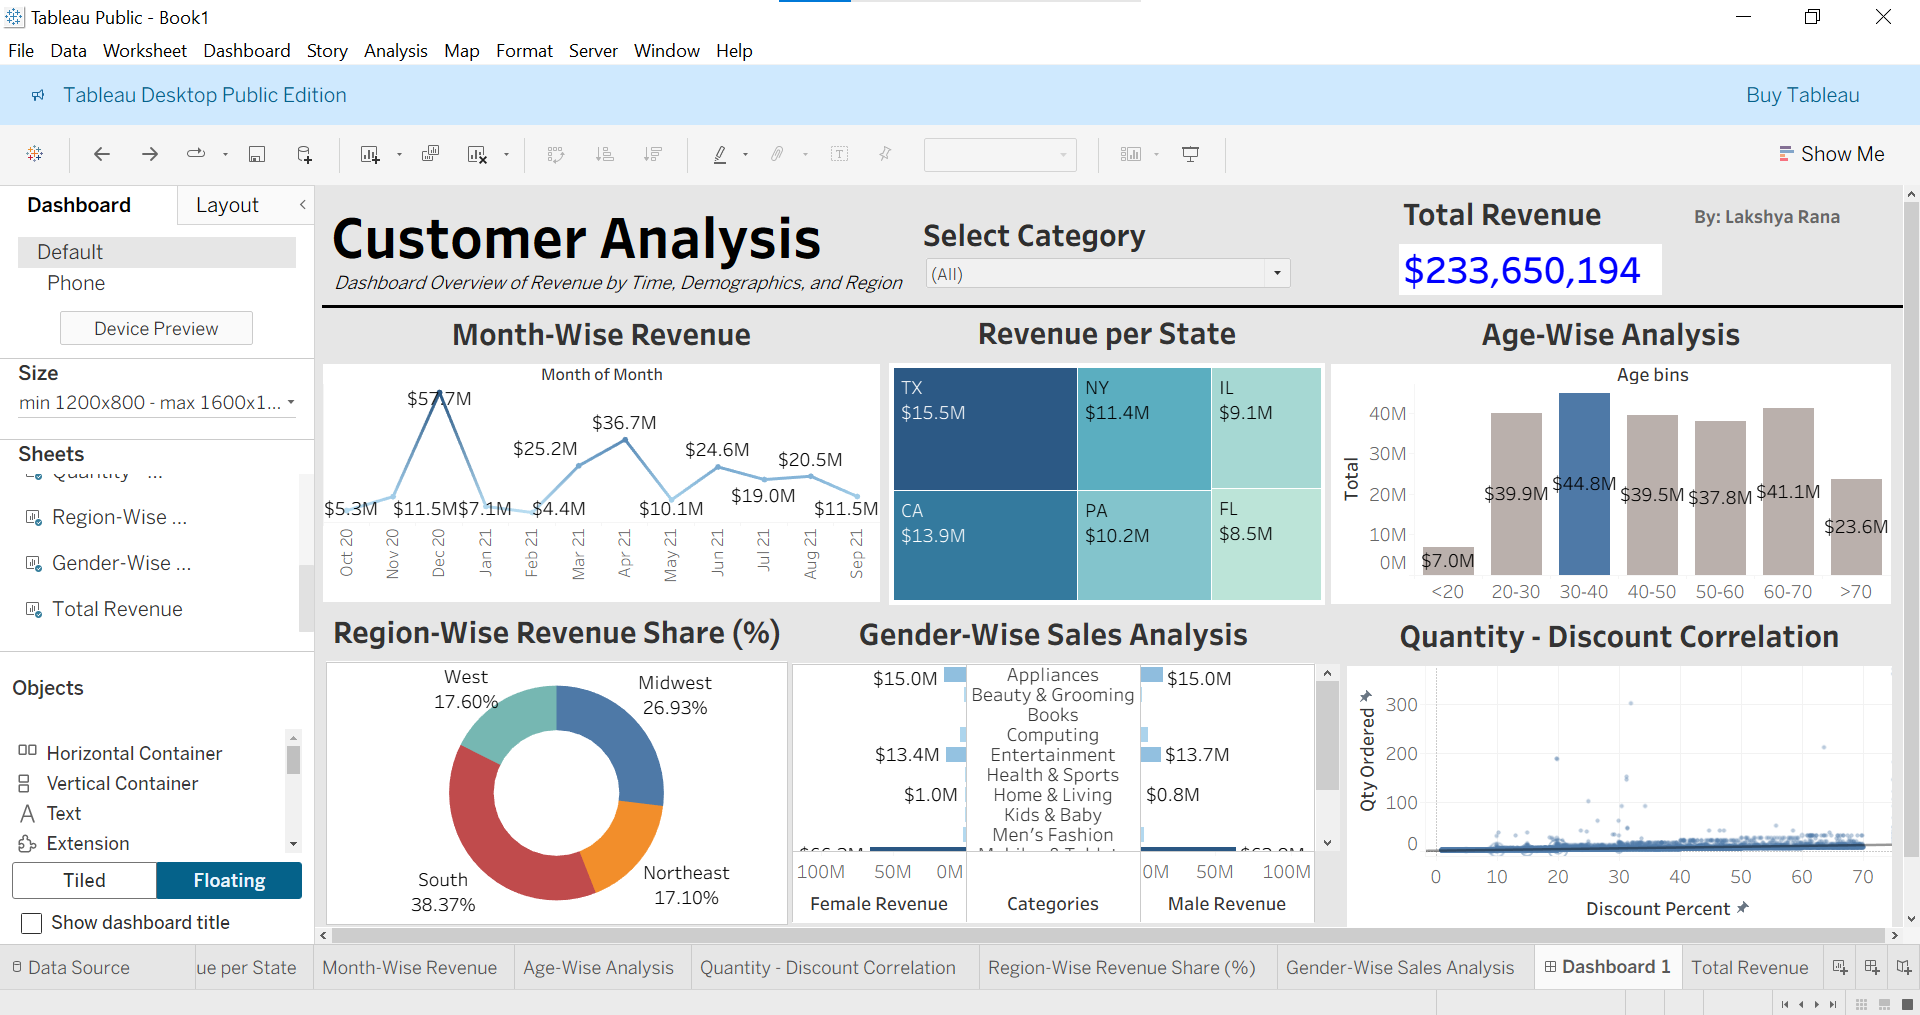 Tableau Public - Book1
File Data Worksheet Dashboard Story Analysis Map Format Server Window Help
Tableau Desktop Public Edition
Buy Tableau
Show Me
Dashboard
Layout
Default
Phone
Device Preview
Size
min 1200x800 - max 1600x1...
Sheets
Quantity - ...
Region-Wise ...
Gender-Wise ...
Total Revenue
Objects
Horizontal Container
Vertical Container
Text
Extension
Tiled
Floating
Show dashboard title
Customer Analysis
Dashboard Overview of Revenue by Time, Demographics, and Region
Select Category
(All)
Total Revenue
$233,650,194
By: Lakshya Rana
Month-Wise Revenue
Month of Month
$57.7M
$36.7M
$25.2M
$24.6M
$20.5M
$19.0M
$5.3M
$11.5M
$7.1M
$4.4M
$10.1M
$11.5M
Oct 20
Nov 20
Dec 20
Jan 21
Feb 21
Mar 21
Apr 21
May 21
Jun 21
Jul 21
Aug 21
Sep 21
Revenue per State
TX
$15.5M
NY
$11.4M
IL
$9.1M
CA
$13.9M
PA
$10.2M
FL
$8.5M
Age-Wise Analysis
Age bins
Total
40M
30M
20M
10M
0M
$7.0M
$39.9M
$44.8M
$39.5M
$37.8M
$41.1M
$23.6M
<20
20-30
30-40
40-50
50-60
60-70
>70
Region-Wise Revenue Share (%)
West
17.60%
Midwest
26.93%
South
38.37%
Northeast
17.10%
Gender-Wise Sales Analysis
$15.0M
Appliances
$15.0M
Beauty & Grooming
Books
Computing
$13.4M
Entertainment
$13.7M
Health & Sports
$1.0M
Home & Living
$0.8M
Kids & Baby
Men's Fashion
100M
50M
0M
0M
50M
100M
Female Revenue
Categories
Male Revenue
Quantity - Discount Correlation
Qty Ordered
300
200
100
0
0
10
20
30
40
50
60
70
Discount Percent
Data Source
ue per State
Month-Wise Revenue
Age-Wise Analysis
Quantity - Discount Correlation
Region-Wise Revenue Share (%)
Gender-Wise Sales Analysis
Dashboard 1
Total Revenue